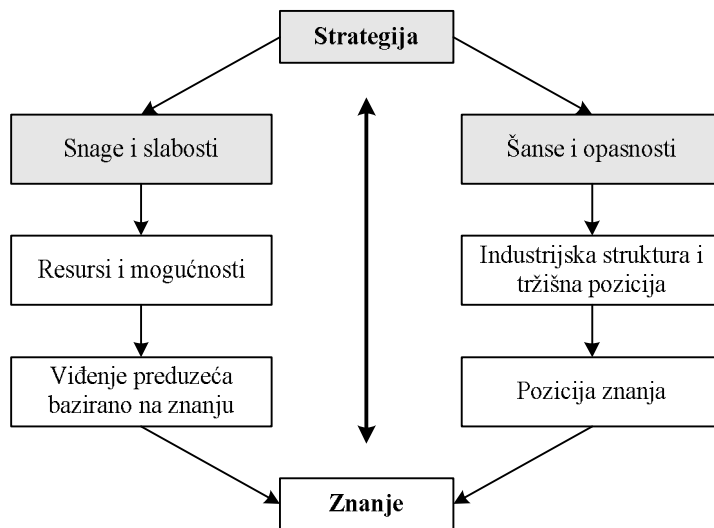 Strategija
Snage i slabosti
Šanse i opasnosti
Resursi i mogućnosti
Industrijska struktura i
tržišna pozicija
Viđenje preduzeća
bazirano na znanju
Pozicija znanja
Znanje